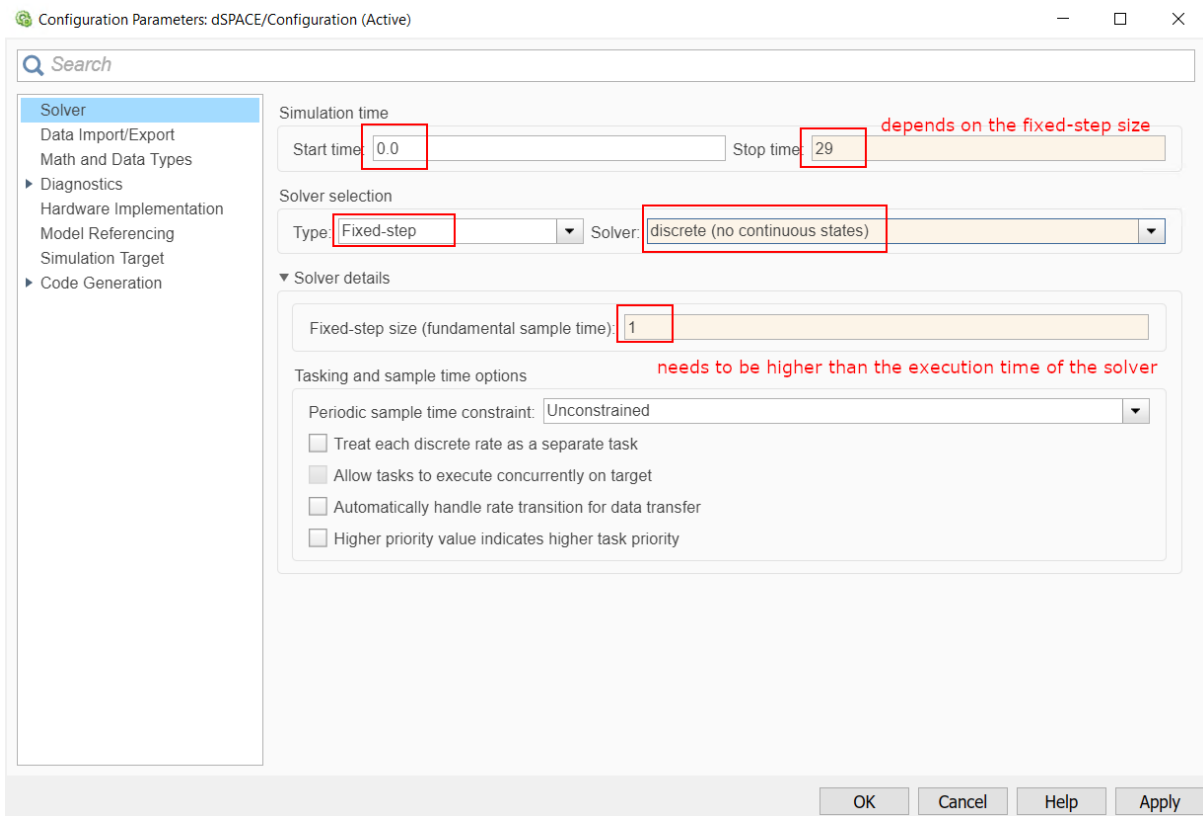 Configuration Parameters: dSPACE/Configuration (Active)
Search
Solver
Data Import/Export
Math and Data Types
Diagnostics
Hardware Implementation
Model Referencing
Simulation Target
Code Generation
Simulation time
depends on the fixed-step size
Start time: 0.0 Stop time: 29
Solver selection
Type: Fixed-step Solver: discrete (no continuous states)
Solver details
Fixed-step size (fundamental sample time): 1
needs to be higher than the execution time of the solver
Tasking and sample time options
Periodic sample time constraint: Unconstrained
Treat each discrete rate as a separate task
Allow tasks to execute concurrently on target
Automatically handle rate transition for data transfer
Higher priority value indicates higher task priority
OK Cancel Help Apply